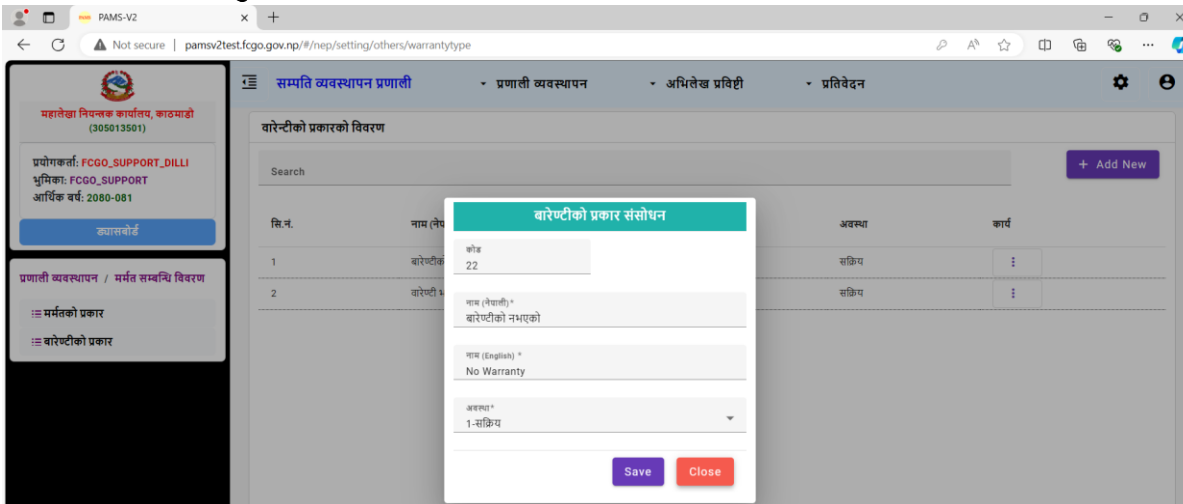 PAMS-V2
Not secure | pamsv2test.fcgo.gov.np/#/nep/setting/others/warrantytype
सम्पति व्यवस्थापन प्रणाली
प्रणाली व्यवस्थापन
अभिलेख प्रविष्टी
प्रतिवेदन
महालेखा नियन्त्रक कार्यालय, काठमाडो
(305013501)
प्रयोगकर्ता: FCGO_SUPPORT_DILLI
भुमिका: FCGO_SUPPORT
आर्थिक वर्ष: 2080-081
ड्यासबोर्ड
प्रणाली व्यवस्थापन / मर्मत सम्बन्धि विवरण
मर्मतको प्रकार
बारेण्टीको प्रकार
वारेन्टीको प्रकारको विवरण
Search
+ Add New
सि.नं. नाम (नेप अवस्था कार्य
1 बारेण्टीक सक्रिय
2 वारेण्टी सक्रिय
बारेण्टीको प्रकार संसोधन
कोड
22
नाम (नेपाली)*
बारेण्टीको नभएको
नाम (English) *
No Warranty
अवस्था*
1-सक्रिय
Save
Close